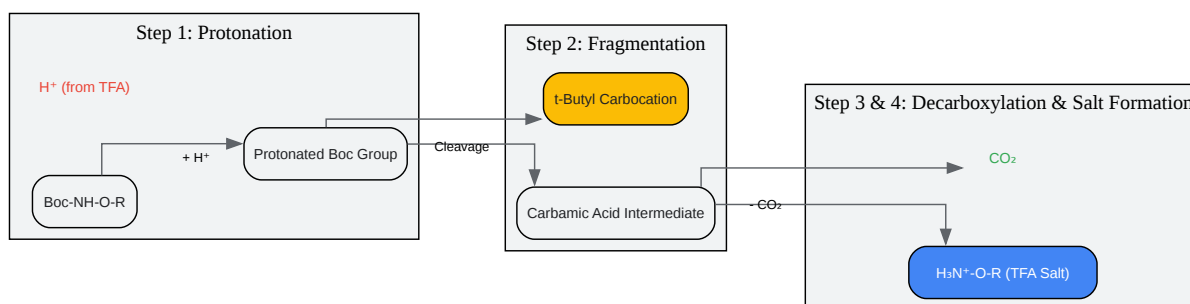 Step 1: Protonation
H⁺ (from TFA)
+ H⁺
Protonated Boc Group
Boc-NH-O-R
Step 2: Fragmentation
t-Butyl Carbocation
Cleavage
Carbamic Acid Intermediate
Step 3 & 4: Decarboxylation & Salt Formation
CO₂
- CO₂
H₃N⁺-O-R (TFA Salt)